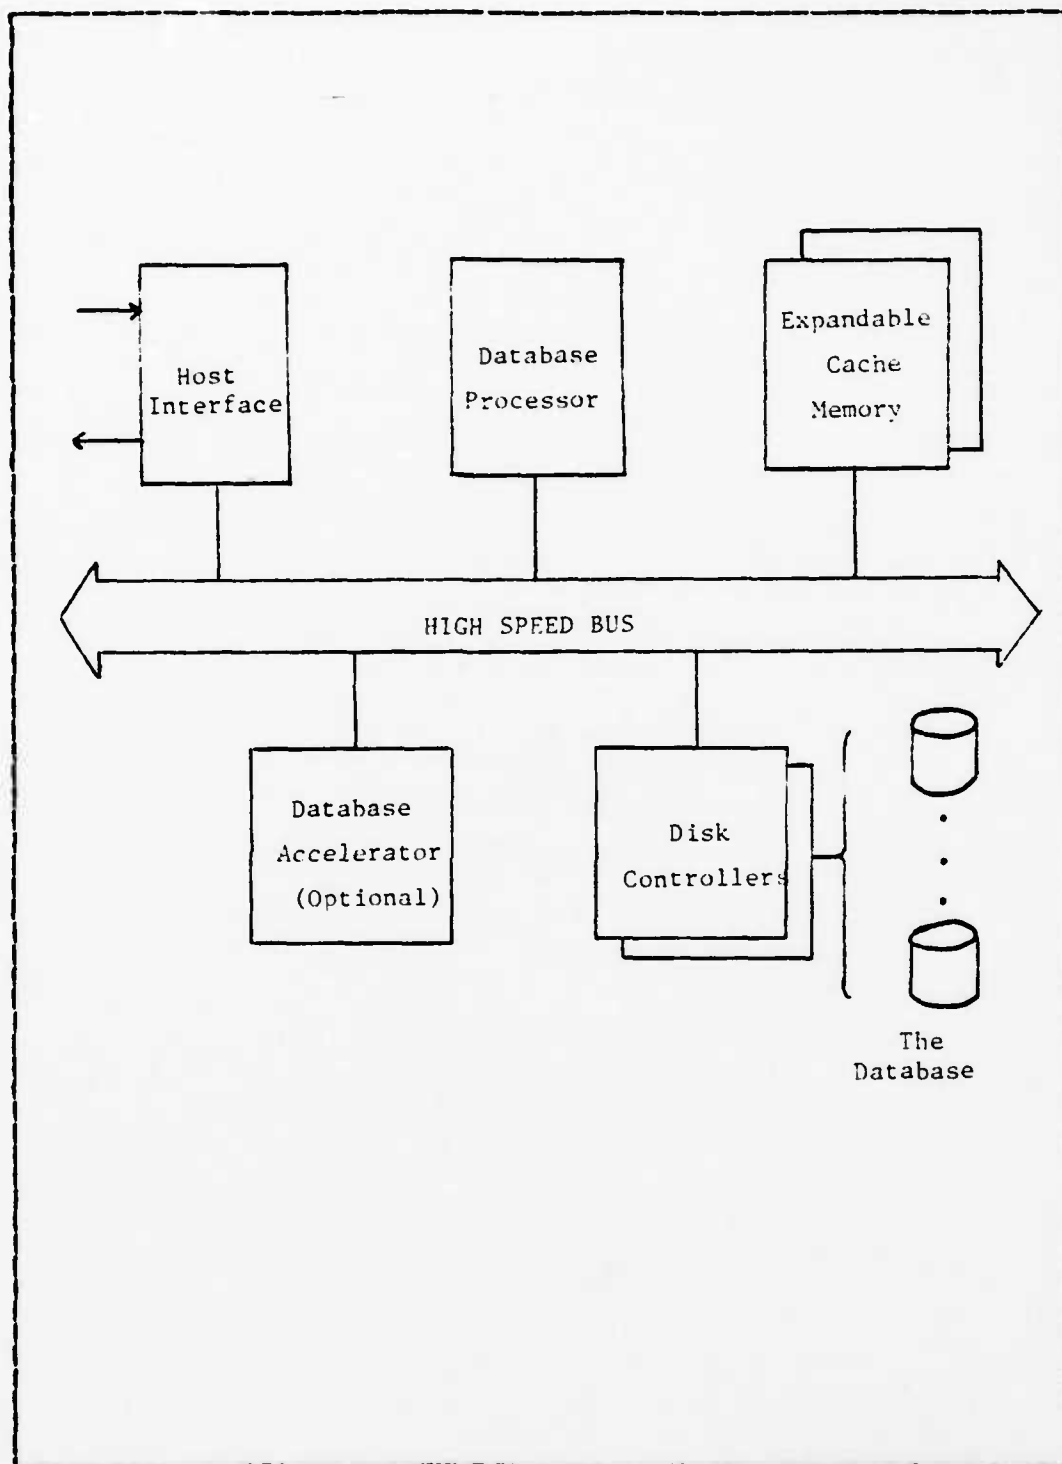 Host
Interface
Database
Processor
Expandable
Cache
Memory
HIGH SPEED BUS
Database
Accelerator
(Optional)
Disk
Controllers
The
Database